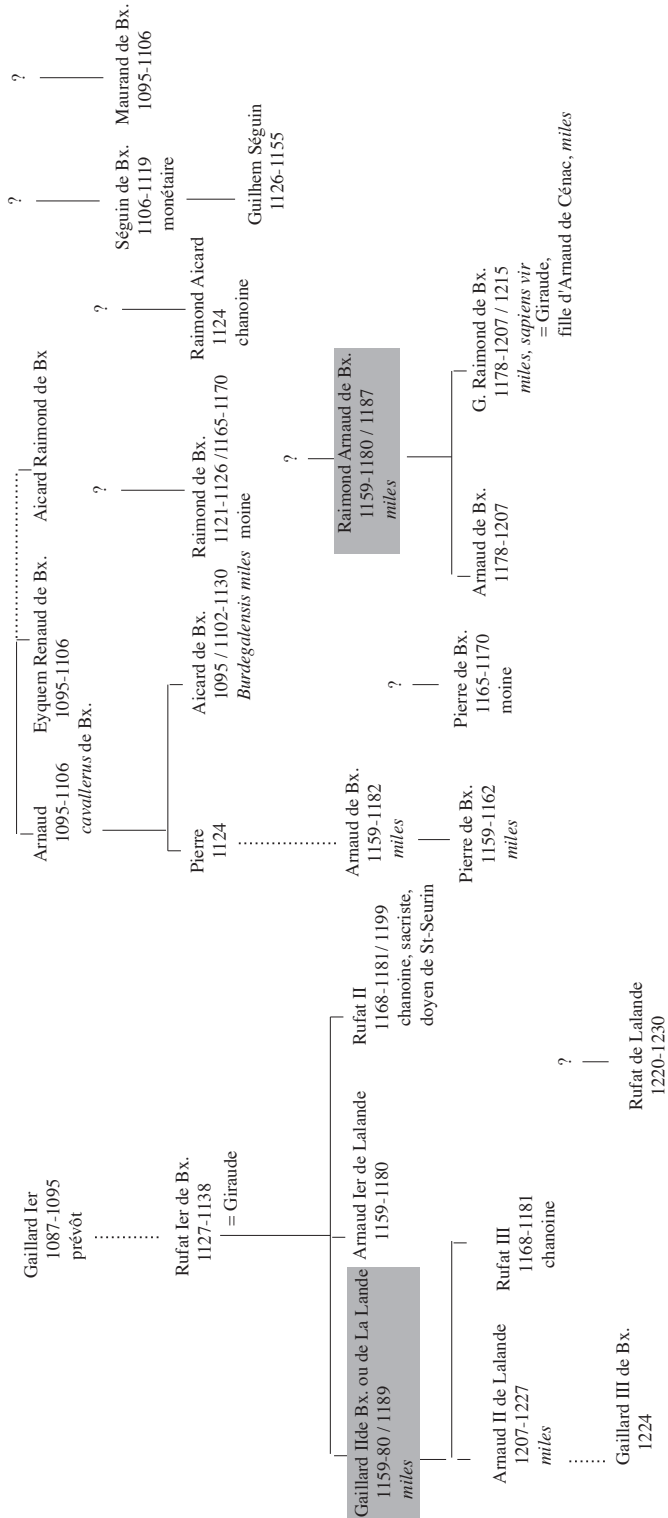 Gaillard Ier
1087-1095
prévôt
Rufat Ier de Bx.
1127-1138
= Giraude
Gaillard IIde Bx. ou de La Lande
1159-80 / 1189
miles
Arnaud Ier de Lalande
1159-1180
Rufat II
1168-1181/ 1199
chanoine, sacriste,
doyen de St-Seurin
Arnaud II de Lalande
1207-1227
miles
Rufat III
1168-1181
chanoine
Gaillard III de Bx.
1224
?
Rufat de Lalande
1220-1230
Arnaud
1095-1106
cavallerus de Bx.
Eyquem Renaud de Bx.
1095-1106
Aicard Raimond de Bx
Pierre
1124
Aicard de Bx.
1095 / 1102-1130
Burdegalensis miles
?
Raimond de Bx.
1121-1126 /1165-1170
moine
?
Raimond Aicard
1124
chanoine
?
Séguin de Bx.
1106-1119
monétaire
Guilhem Séguin
1126-1155
?
Maurand de Bx.
1095-1106
Arnaud de Bx.
1159-1182
miles
Pierre de Bx.
1159-1162
miles
?
Pierre de Bx.
1165-1170
moine
?
Raimond Arnaud de Bx.
1159-1180 / 1187
miles
Arnaud de Bx.
1178-1207
G. Raimond de Bx.
1178-1207 / 1215
miles, sapiens vir
= Giraude,
fille d'Arnaud de Cénac, miles